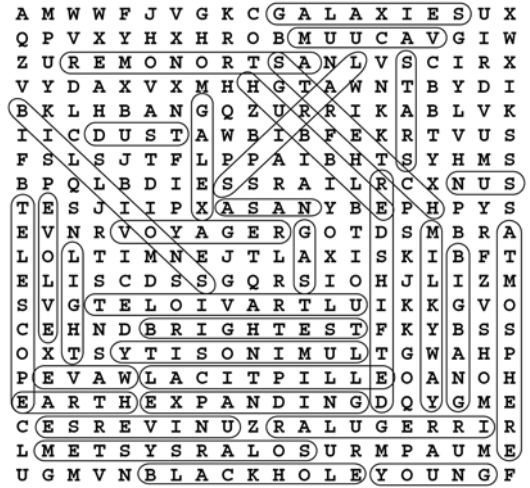 A M W W F J V G K C G A L A X I E S U X
Q P V X Y H X H R O B M U U C A V G I W
Z U R E M O N O R T S A N L V S C I R X
V Y D A X V X M H H G T A W N T B Y D I
B K L H B A N G Q Z U R R I K A B L V K
I I C D U S T A W B I B F E K R T V U S
F S L S J T F L P P A I B H T S Y H M S
B P Q L B D I E S S R A I L R C X N U S
T E S J I I P X A S A N Y B E P H P Y S
E V N R V O Y A G E R G O T D S M B R A
L O L T I M N E J T L A X I S K I B F T
E L I S C D S S G Q R S I O H J L I Z M
S V G T E L O I V A R T L U I K K G V O
C E H N D B R I G H T E S T F K Y B S S
O X T S Y T I S O N I M U L T G W A H P
P E V A W L A C I T P I L L E O A N O H
E A R T H E X P A N D I N G D Q Y G M E
C E S R E V I N U Z R A L U G E R R I R
L M E T S Y S R A L O S U R M P A U M E
U G M V N B L A C K H O L E Y O U N G F